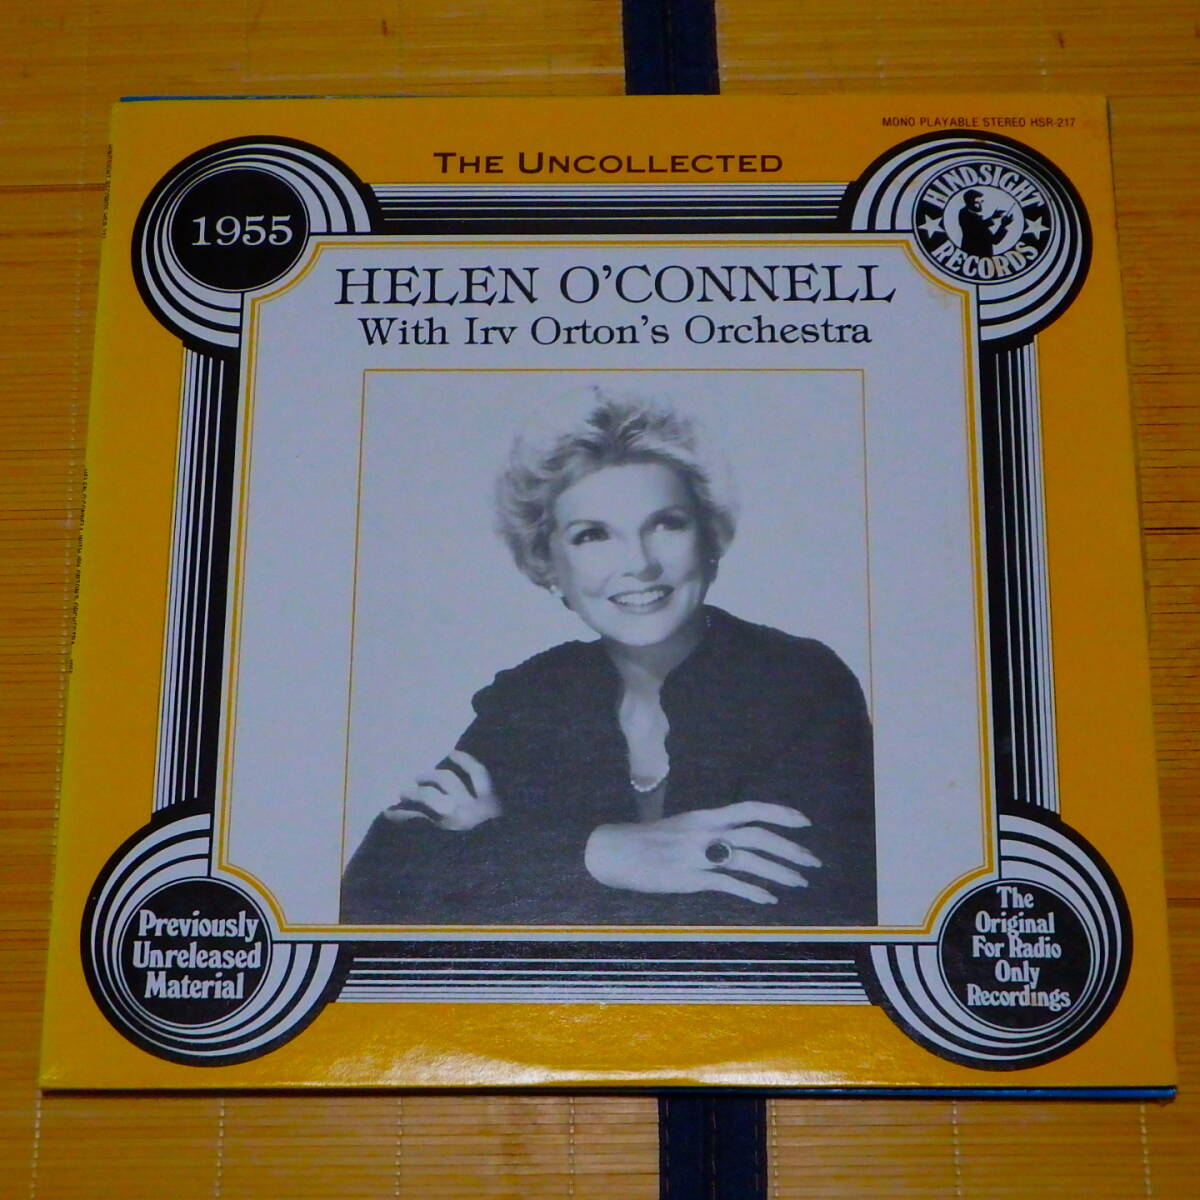 MONO PLAYABLE STEREO HSR-217
THE UNCOLLECTED
1955
HINDSIGHT
RECORDS
HELEN O'CONNELL
With Irv Orton's Orchestra
Previously
Unreleased
Material
The
Original
For Radio
Only
Recordings